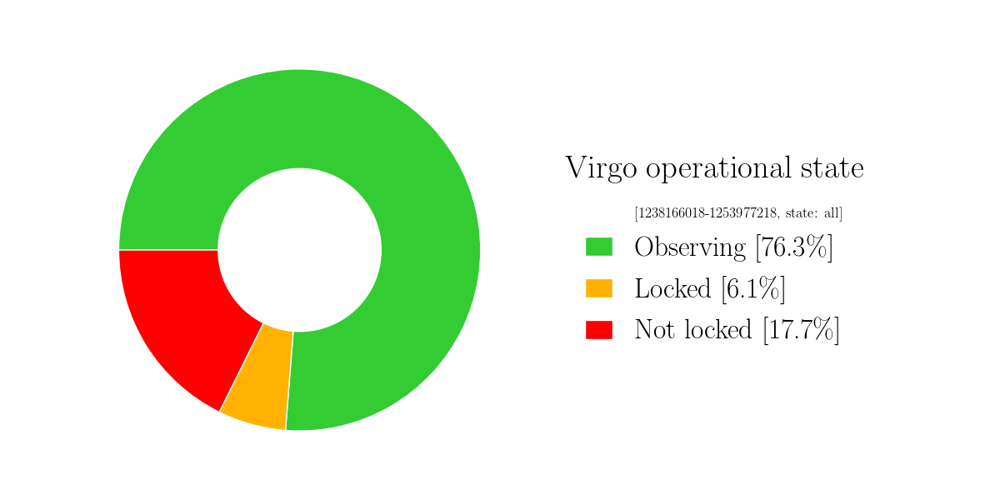 Virgo operational state
[1238166018-1253977218, state: all]
Observing [76.3%]
Locked [6.1%]
Not locked [17.7%]